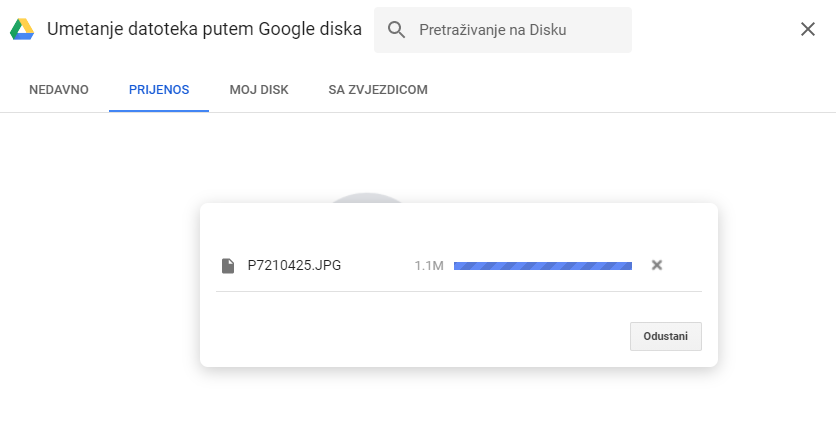 Umetanje datoteka putem Google diska
Pretraživanje na Disku
NEDAVNO PRIJENOS MOJ DISK SA ZVJEZDICOM
P7210425.JPG 1.1M
Odustani